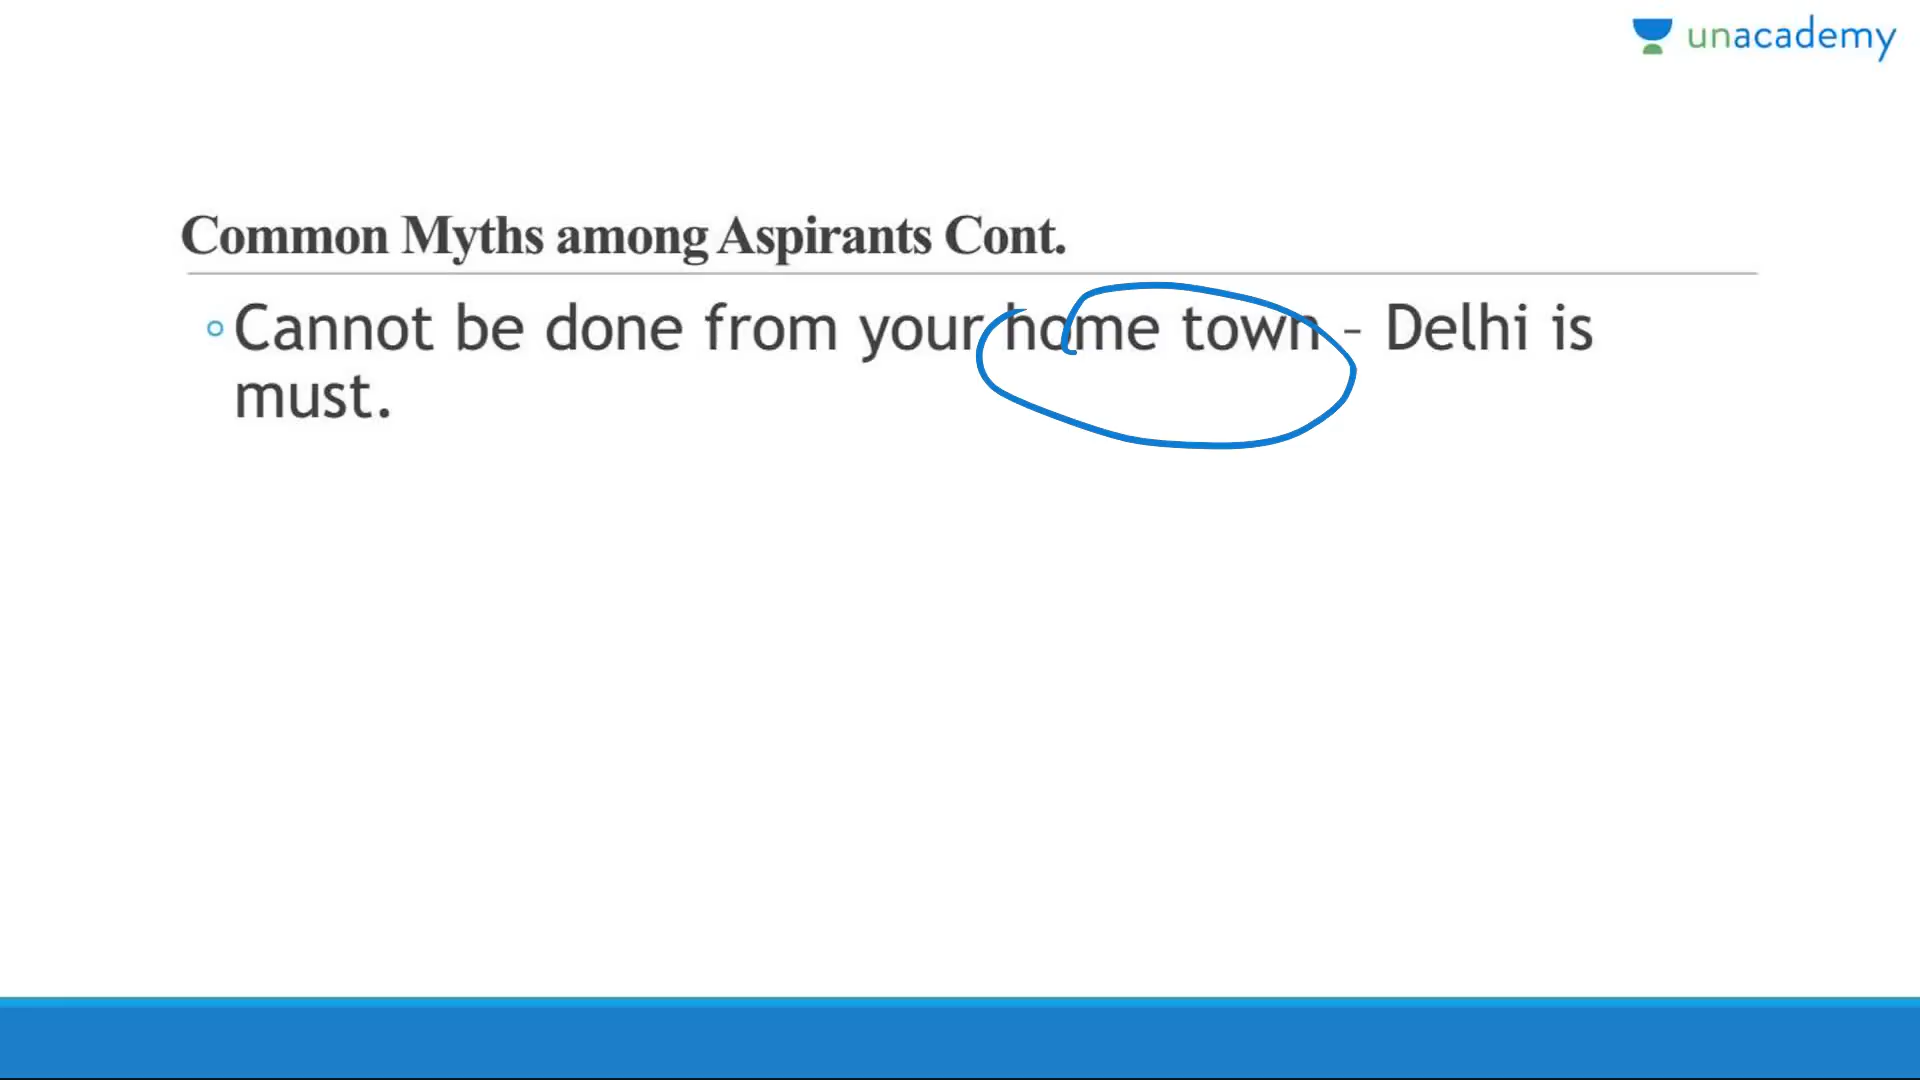 unacademy
Common Myths among Aspirants Cont.
Cannot be done from your home town – Delhi is
must.